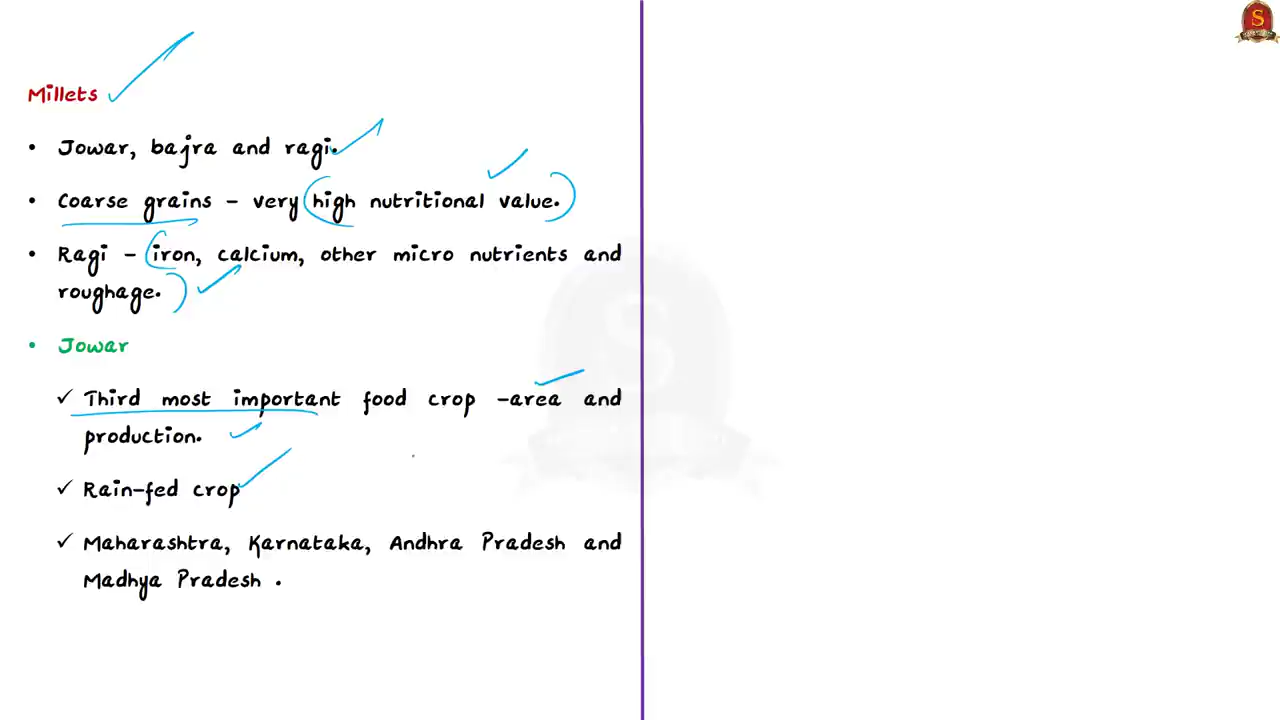 Millets
• Jowar, bajra and ragi.
• Coarse grains – very high nutritional value.
• Ragi – iron, calcium, other micro nutrients and
roughage.
• Jowar
✓ Third most important food crop –area and
production.
✓ Rain-fed crop
✓ Maharashtra, Karnataka, Andhra Pradesh and
Madhya Pradesh .
S